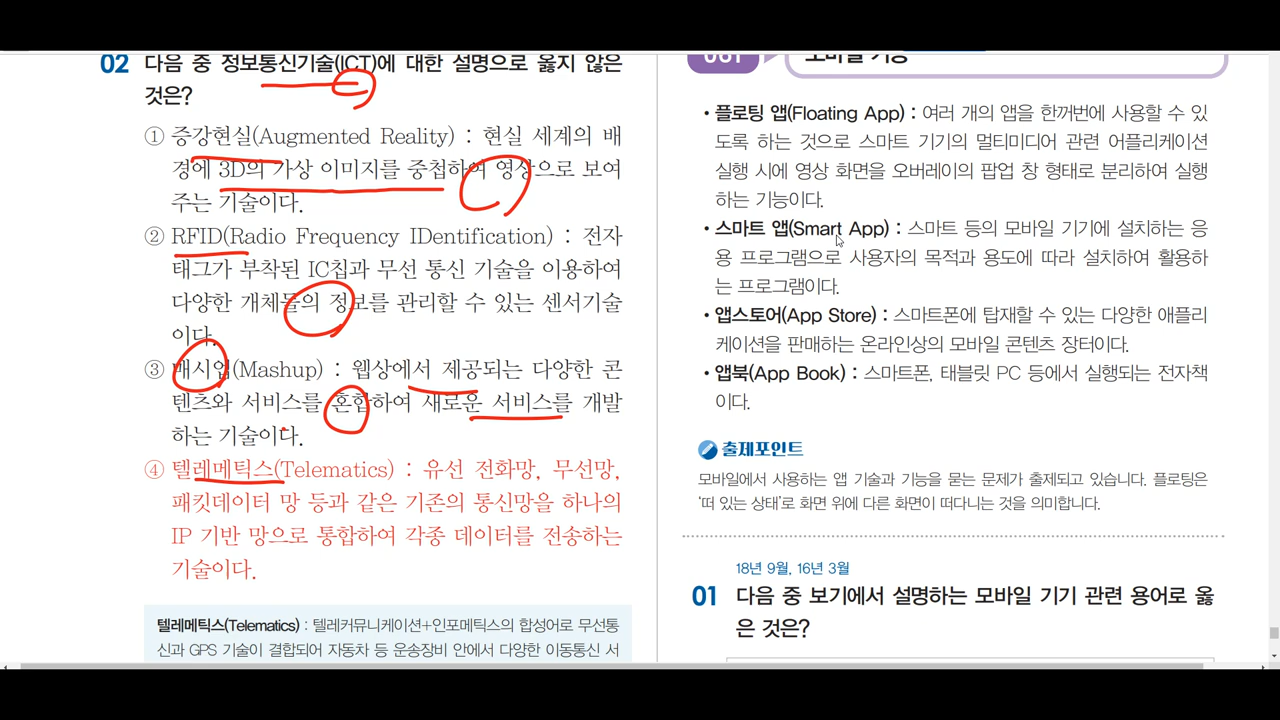 02 다음 중 정보통신기술(ICT)에 대한 설명으로 옳지 않은
것은?
① 증강현실(Augmented Reality) : 현실 세계의 배
경에 3D의 가상 이미지를 중첩하여 영상으로 보여
주는 기술이다.
② RFID(Radio Frequency IDentification) : 전자
태그가 부착된 IC칩과 무선 통신 기술을 이용하여
다양한 개체들의 정보를 관리할 수 있는 센서기술
이다.
③ 매시업(Mashup) : 웹상에서 제공되는 다양한 콘
텐츠와 서비스를 혼합하여 새로운 서비스를 개발
하는 기술이다.
④ 텔레메틱스(Telematics) : 유선 전화망, 무선망,
패킷데이터 망 등과 같은 기존의 통신망을 하나의
IP 기반 망으로 통합하여 각종 데이터를 전송하는
기술이다.
텔레메틱스(Telematics) : 텔레커뮤니케이션+인포메틱스의 합성어로 무선통
신과 GPS 기술이 결합되어 자동차 등 운송장비 안에서 다양한 이동통신 서
061 모바일 기능
• 플로팅 앱(Floating App) : 여러 개의 앱을 한꺼번에 사용할 수 있
도록 하는 것으로 스마트 기기의 멀티미디어 관련 어플리케이션
실행 시에 영상 화면을 오버레이의 팝업 창 형태로 분리하여 실행
하는 기능이다.
• 스마트 앱(Smart App) : 스마트 등의 모바일 기기에 설치하는 응
용 프로그램으로 사용자의 목적과 용도에 따라 설치하여 활용하
는 프로그램이다.
• 앱스토어(App Store) : 스마트폰에 탑재할 수 있는 다양한 애플리
케이션을 판매하는 온라인상의 모바일 콘텐츠 장터이다.
• 앱북(App Book) : 스마트폰, 태블릿 PC 등에서 실행되는 전자책
이다.
출제포인트
모바일에서 사용하는 앱 기술과 기능을 묻는 문제가 출제되고 있습니다. 플로팅은
'떠 있는 상태'로 화면 위에 다른 화면이 떠다니는 것을 의미합니다.
18년 9월, 16년 3월
01 다음 중 보기에서 설명하는 모바일 기기 관련 용어로 옳
은 것은?